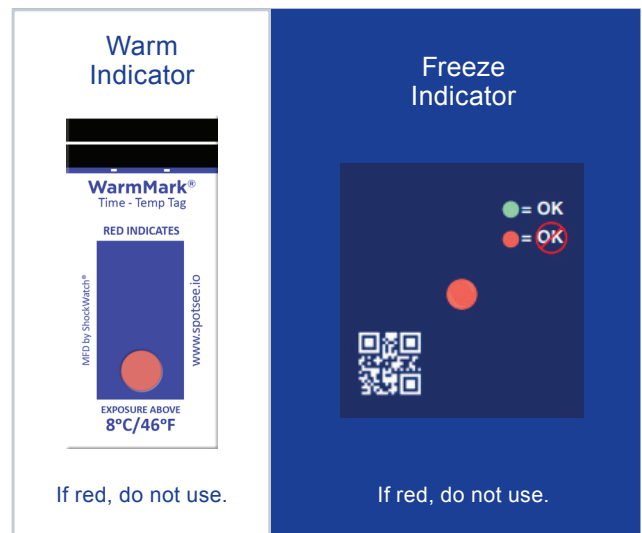 Warm
Indicator
WarmMark®
Time - Temp Tag
RED INDICATES
MFD by ShockWatch®
www.spotsee.io
EXPOSURE ABOVE
8ºC/46ºF
If red, do not use.
Freeze
Indicator
= OK
= OK
If red, do not use.